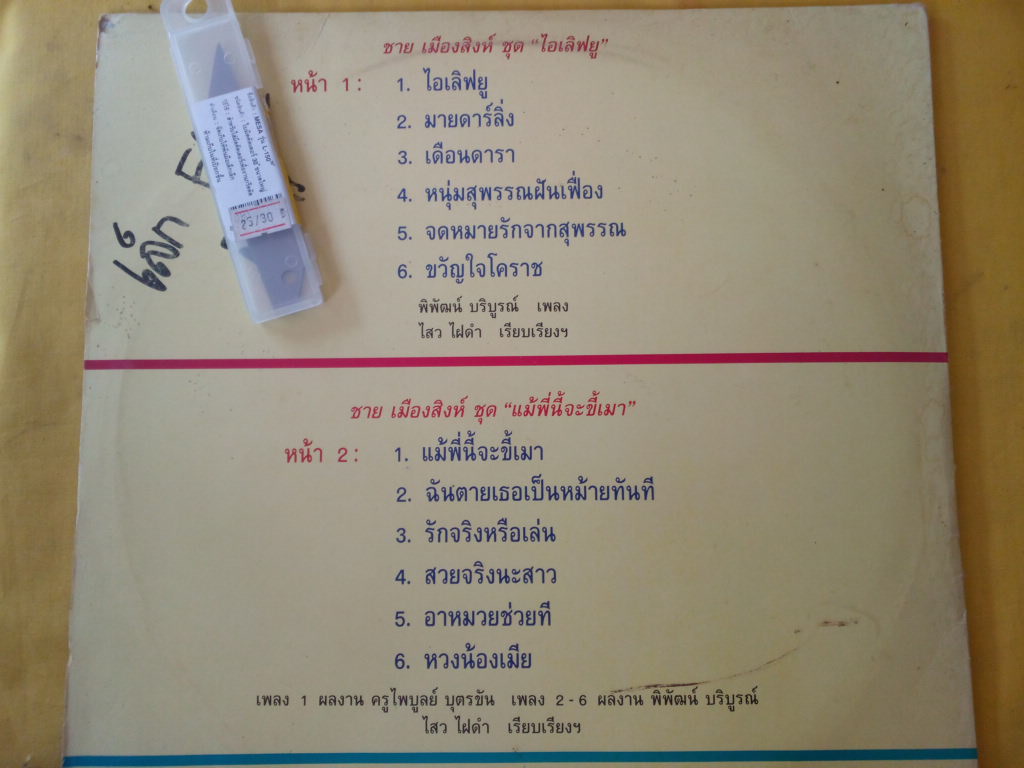 ชาย เมืองสิงห์ ชุด "ไอเลิฟยู"
หน้า 1: 1. ไอเลิฟยู
2. มายดาร์ลิ่ง
3. เดือนดารา
4. หนุ่มสุพรรณฝันเฟื่อง
5. จดหมายรักจากสุพรรณ
6. ขวัญใจโคราช
พิพัฒน์ บริบูรณ์ เพลง
ไสว ไฝดำ เรียบเรียงฯ
MESA รุ่น L-150
25/30
ชาย เมืองสิงห์ ชุด "แม้พี่นี้จะขี้เมา"
หน้า 2: 1. แม้พี่นี้จะขี้เมา
2. ฉันตายเธอเป็นหม้ายทันที
3. รักจริงหรือเล่น
4. สวยจริงนะสาว
5. อาหมวยช่วยที
6. หวงน้องเมีย
เพลง 1 ผลงาน ครูไพบูลย์ บุตรขัน เพลง 2-6 ผลงาน พิพัฒน์ บริบูรณ์
ไสว ไฝดำ เรียบเรียงฯ